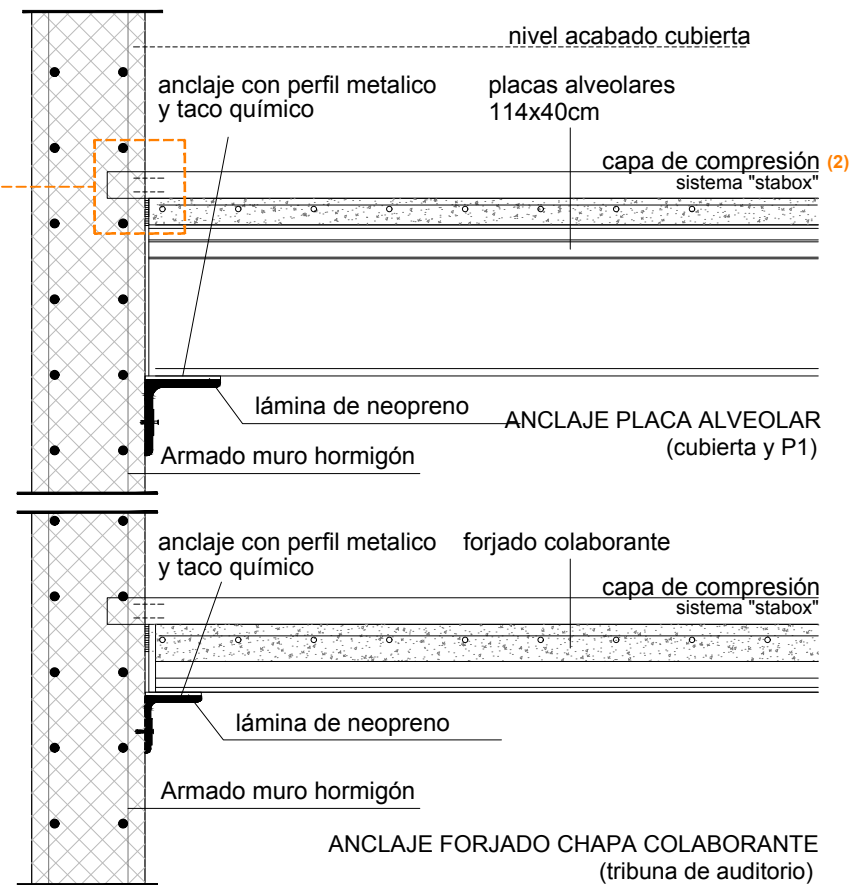 nivel acabado cubierta
anclaje con perfil metalico
y taco químico
placas alveolares
114x40cm
capa de compresión (2)
sistema "stabox"
lámina de neopreno
ANCLAJE PLACA ALVEOLAR
(cubierta y P1)
Armado muro hormigón
anclaje con perfil metalico
y taco químico
forjado colaborante
capa de compresión
sistema "stabox"
lámina de neopreno
Armado muro hormigón
ANCLAJE FORJADO CHAPA COLABORANTE
(tribuna de auditorio)